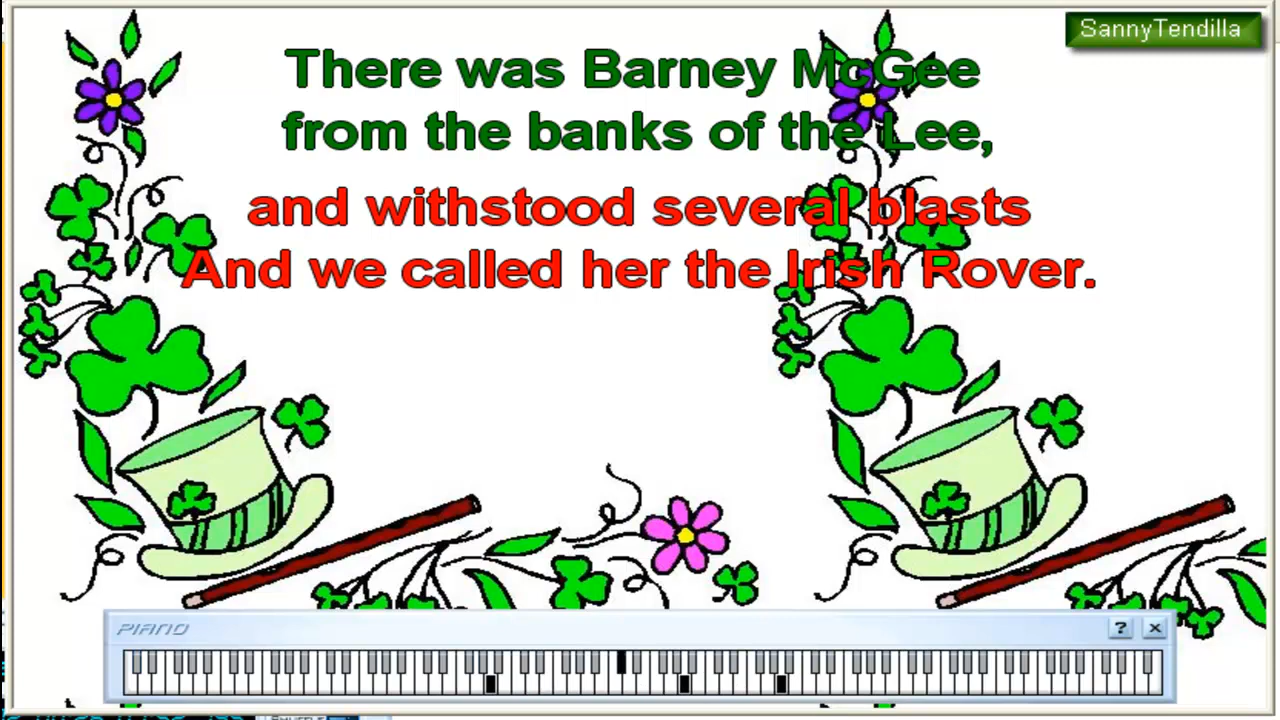 SannyTendilla
There was Barney McGee
from the banks of the Lee,
and withstood several blasts
And we called her the Irish Rover.
PIANO
?